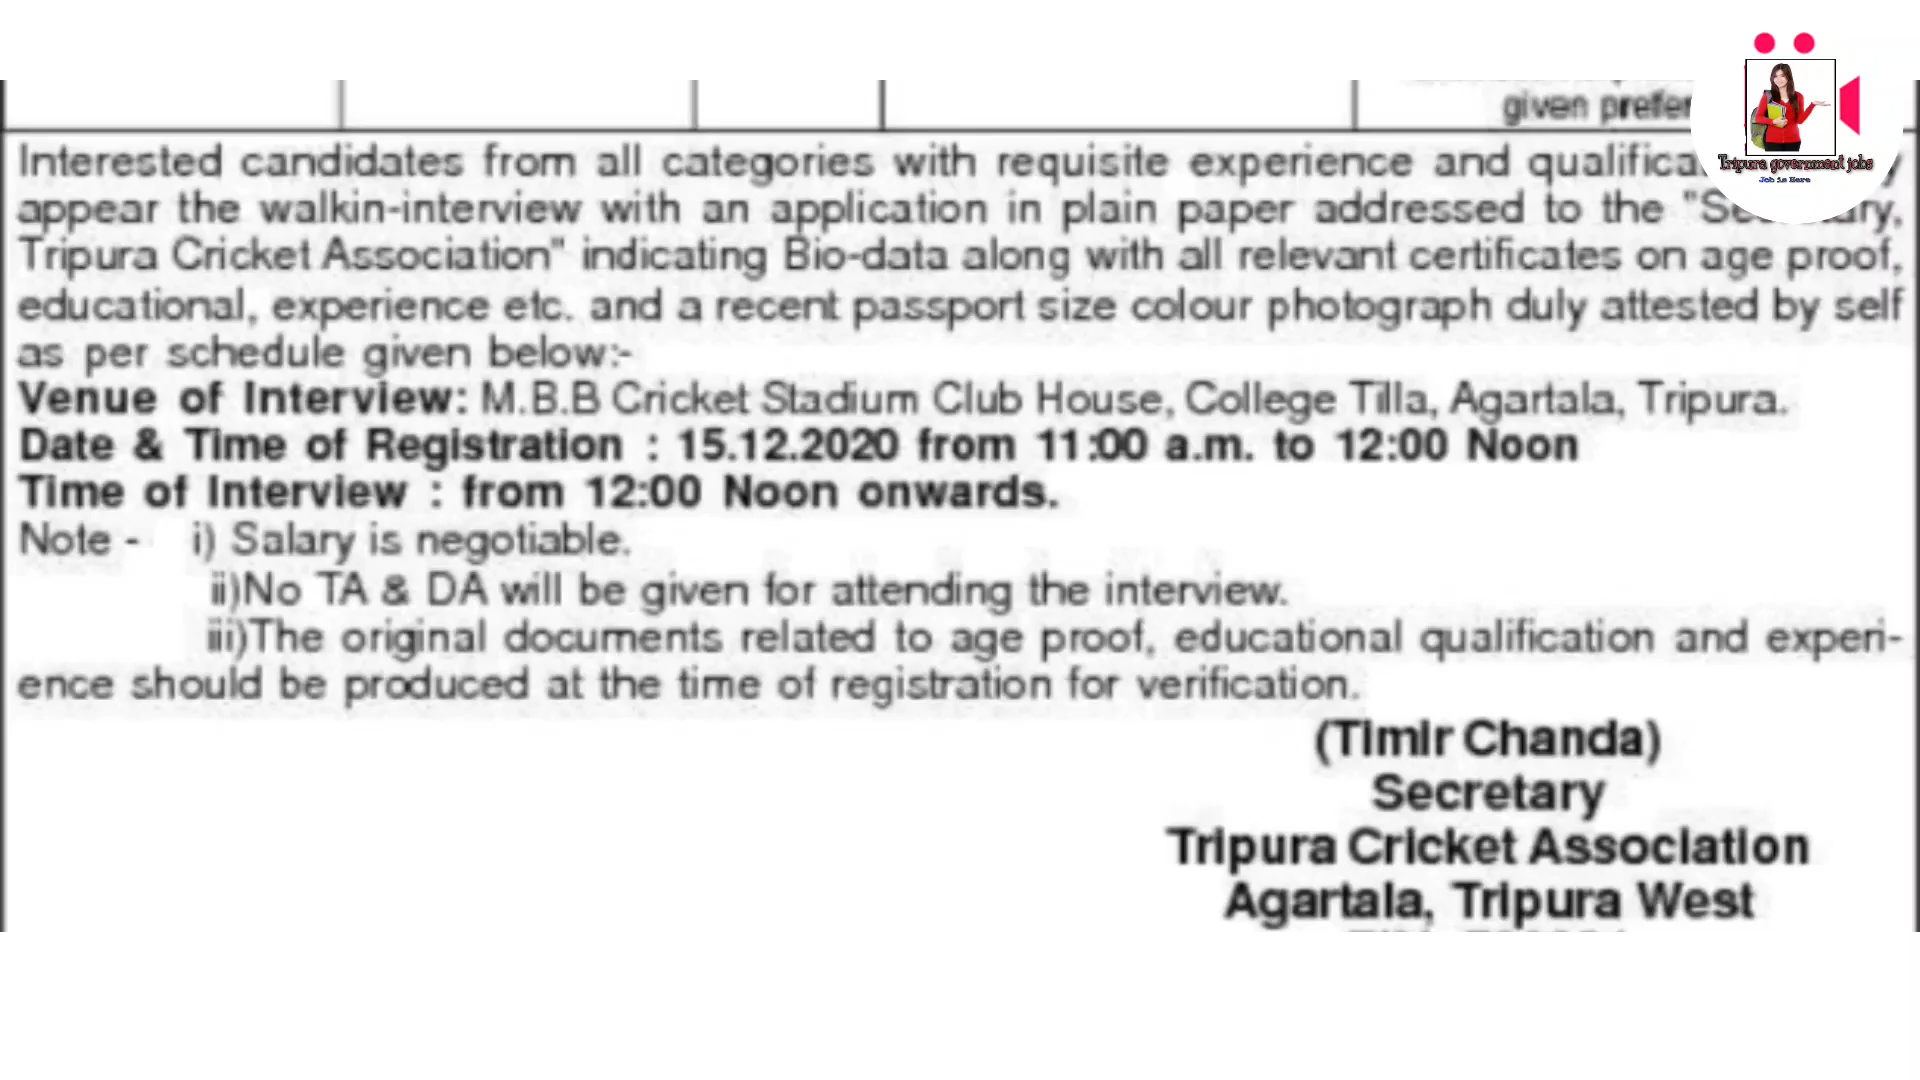 given prefer
Interested candidates from all categories with requisite experience and
appear the walkin-interview with an application in plain paper addressed to the
Tripura Cricket Association" indicating Bio-data along with all relevant certificates on age proof,
educational, experience etc. and a recent passport size colour photograph duly attested by self
as per schedule given below:-
Venue of Interview: M.B.B Cricket Stadium Club House, College Tilla, Agartala, Tripura.
Date & Time of Registration : 15.12.2020 from 11:00 a.m. to 12:00 Noon
Time of Interview : from 12:00 Noon onwards.
Note - i) Salary is negotiable.
ii)No TA & DA will be given for attending the interview.
iii)The original documents related to age proof, educational qualification and experi-
ence should be produced at the time of registration for verification.
(Timir Chanda)
Secretary
Tripura Cricket Association
Agartala, Tripura West
Tripura government jobs
Job is Here